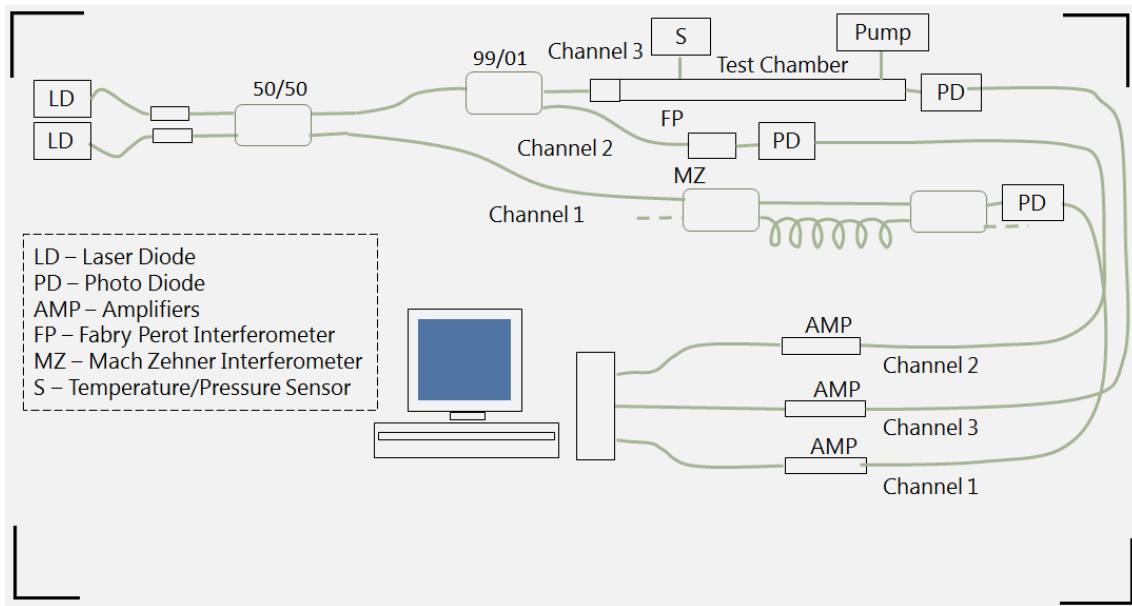 S
Pump
Channel 3
99/01
Test Chamber
50/50
LD
PD
LD
FP
PD
Channel 2
MZ
PD
Channel 1
LD – Laser Diode
PD – Photo Diode
AMP – Amplifiers
FP – Fabry Perot Interferometer
MZ – Mach Zehner Interferometer
S – Temperature/Pressure Sensor
AMP
Channel 2
AMP
Channel 3
AMP
Channel 1